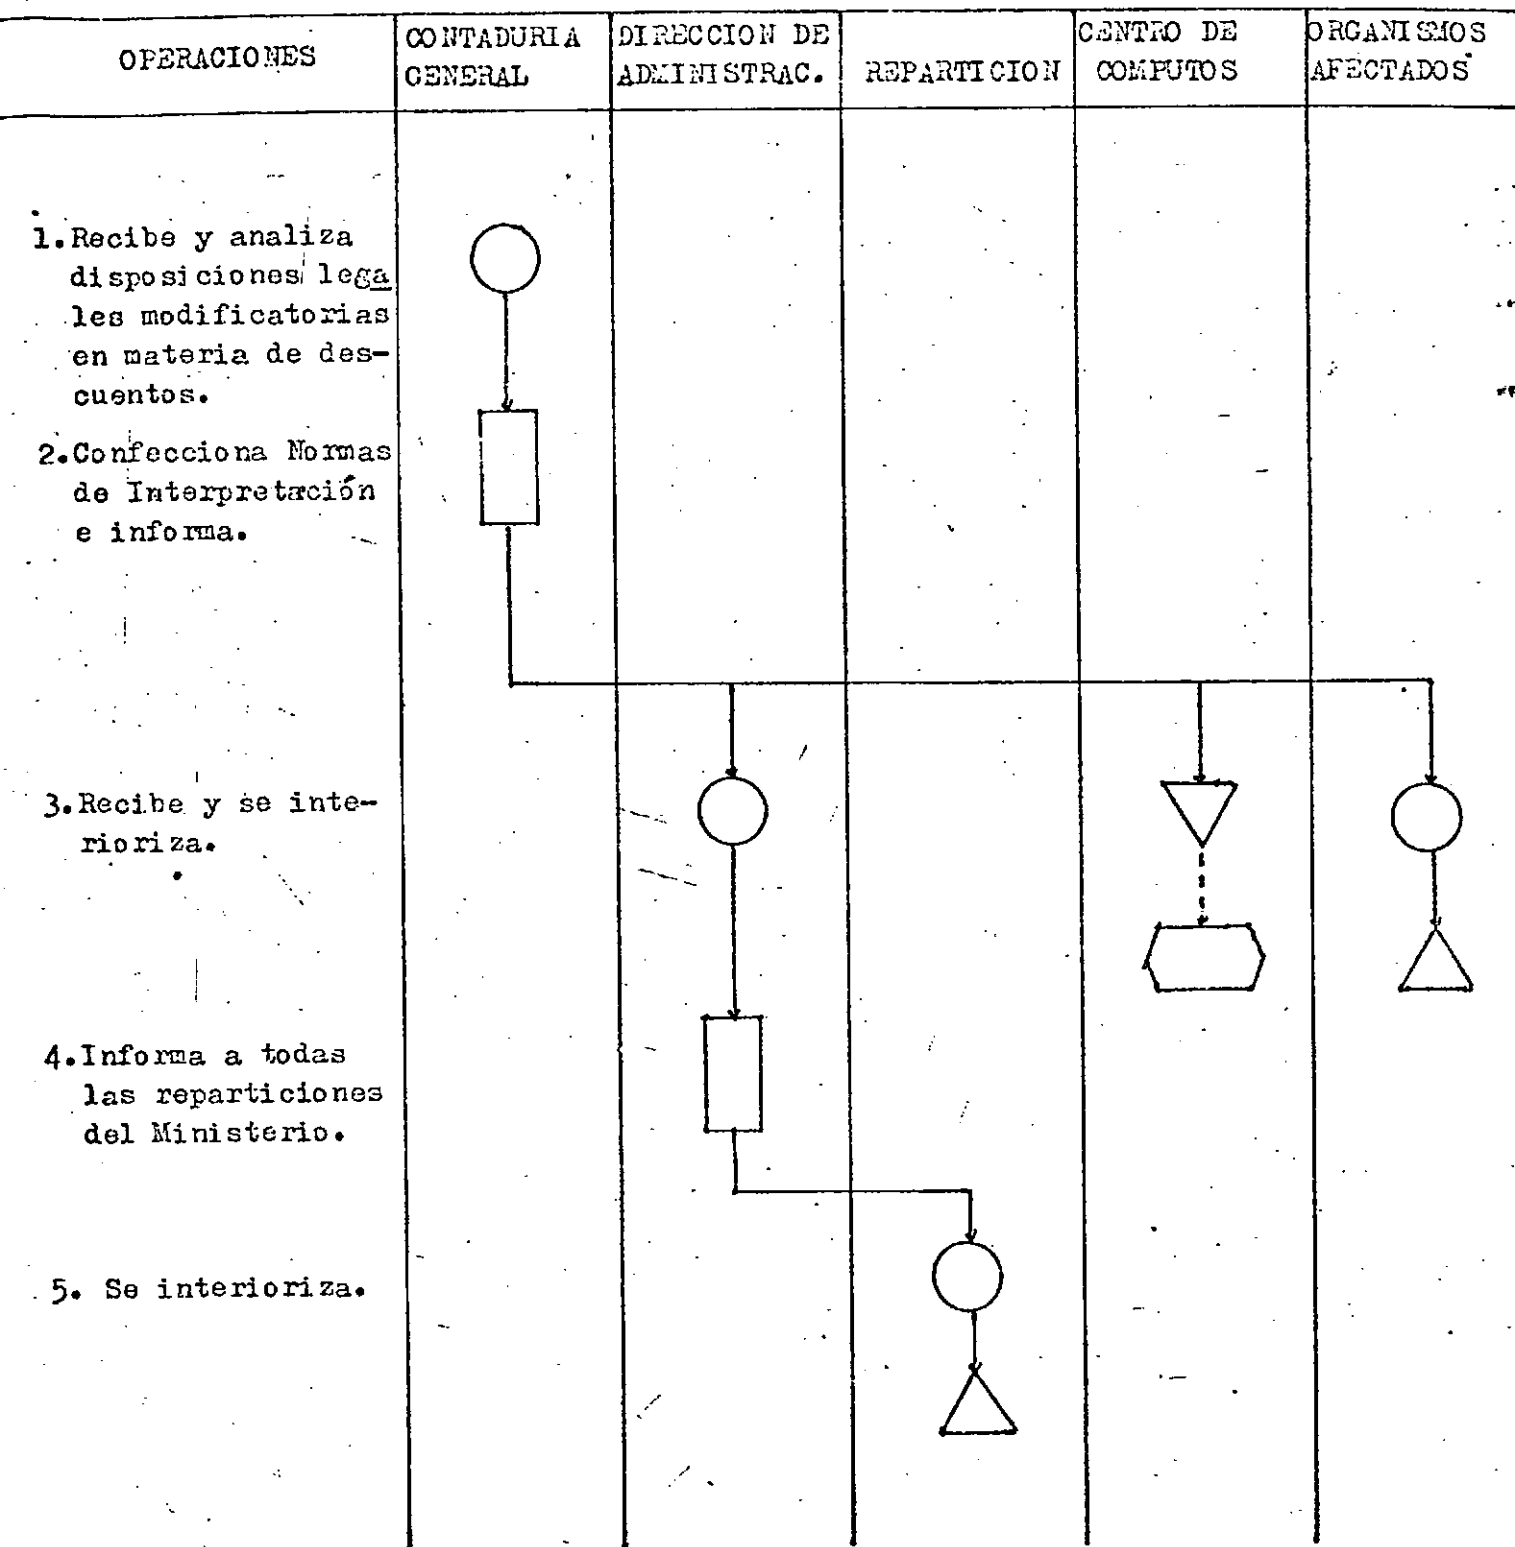 OPERACIONES
CONTADURIA
GENERAL
DIRECCION DE
ADMINISTRAC.
REPARTICION
CENTRO DE
COMPUTOS
ORGANISMOS
AFECTADOS
1.Recibe y analiza
disposiciones lega
les modificatorias
en materia de des-
cuentos.
2.Confecciona Normas
de Interpretación
e informa.
3.Recibe y se inte-
rioriza.
4.Informa a todas
las reparticiones
del Ministerio.
5. Se interioriza.